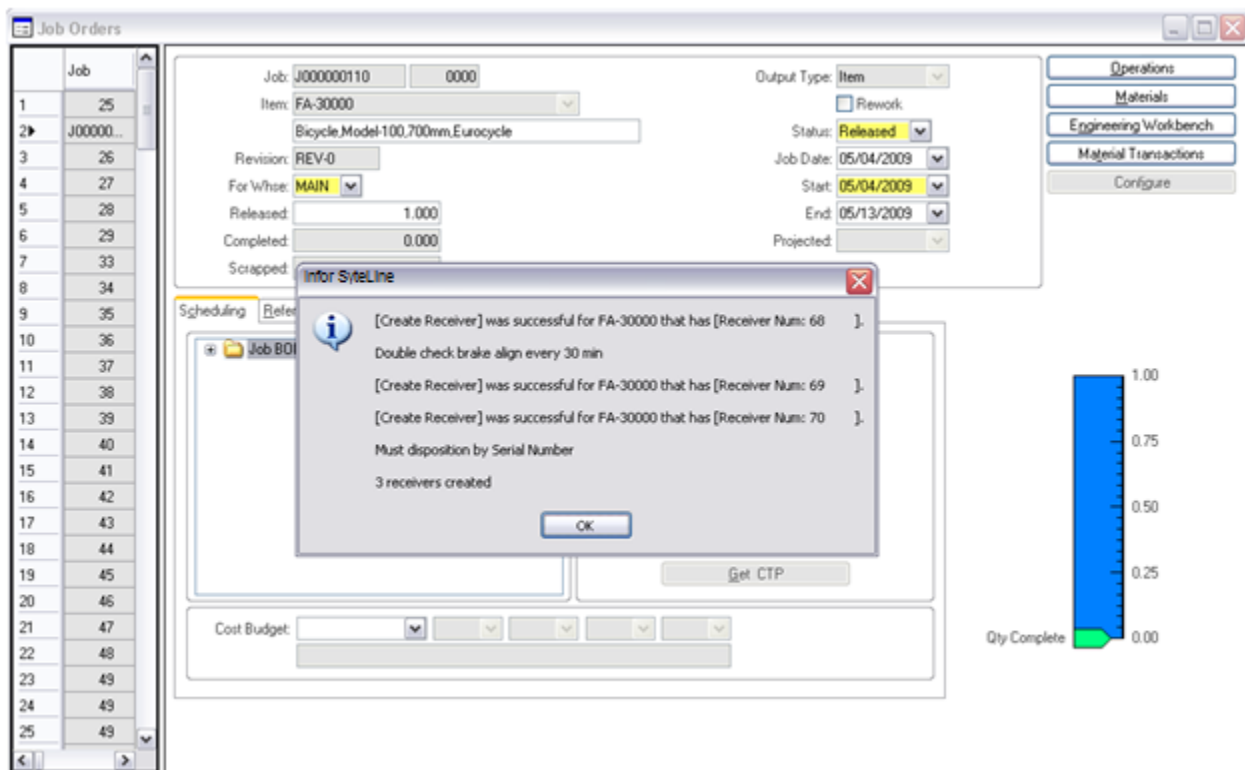 Job Orders
Job
1 25
2 J00000...
3 26
4 27
5 28
6 29
7 33
8 34
9 35
10 36
11 37
12 38
13 39
14 40
15 41
16 42
17 43
18 44
19 45
20 46
21 47
22 48
23 49
24 49
25 49
Job: J000000110 0000
Item: FA-30000
Bicycle,Model-100,700mm,Eurocycle
Revision: REV-0
For Whse: MAIN
Released: 1.000
Completed: 0.000
Scrapped:
Output Type: Item
Rework
Status: Released
Job Date: 05/04/2009
Start: 05/04/2009
End: 05/13/2009
Projected:
Operations
Materials
Engineering Workbench
Material Transactions
Configure
Scheduling Refer
Job BO
Infor SyteLine
[Create Receiver] was successful for FA-30000 that has [Receiver Num: 68 ].
Double check brake align every 30 min
[Create Receiver] was successful for FA-30000 that has [Receiver Num: 69 ].
[Create Receiver] was successful for FA-30000 that has [Receiver Num: 70 ].
Must disposition by Serial Number
3 receivers created
OK
Get CTP
Cost Budget:
1.00
0.75
0.50
0.25
Qty Complete 0.00